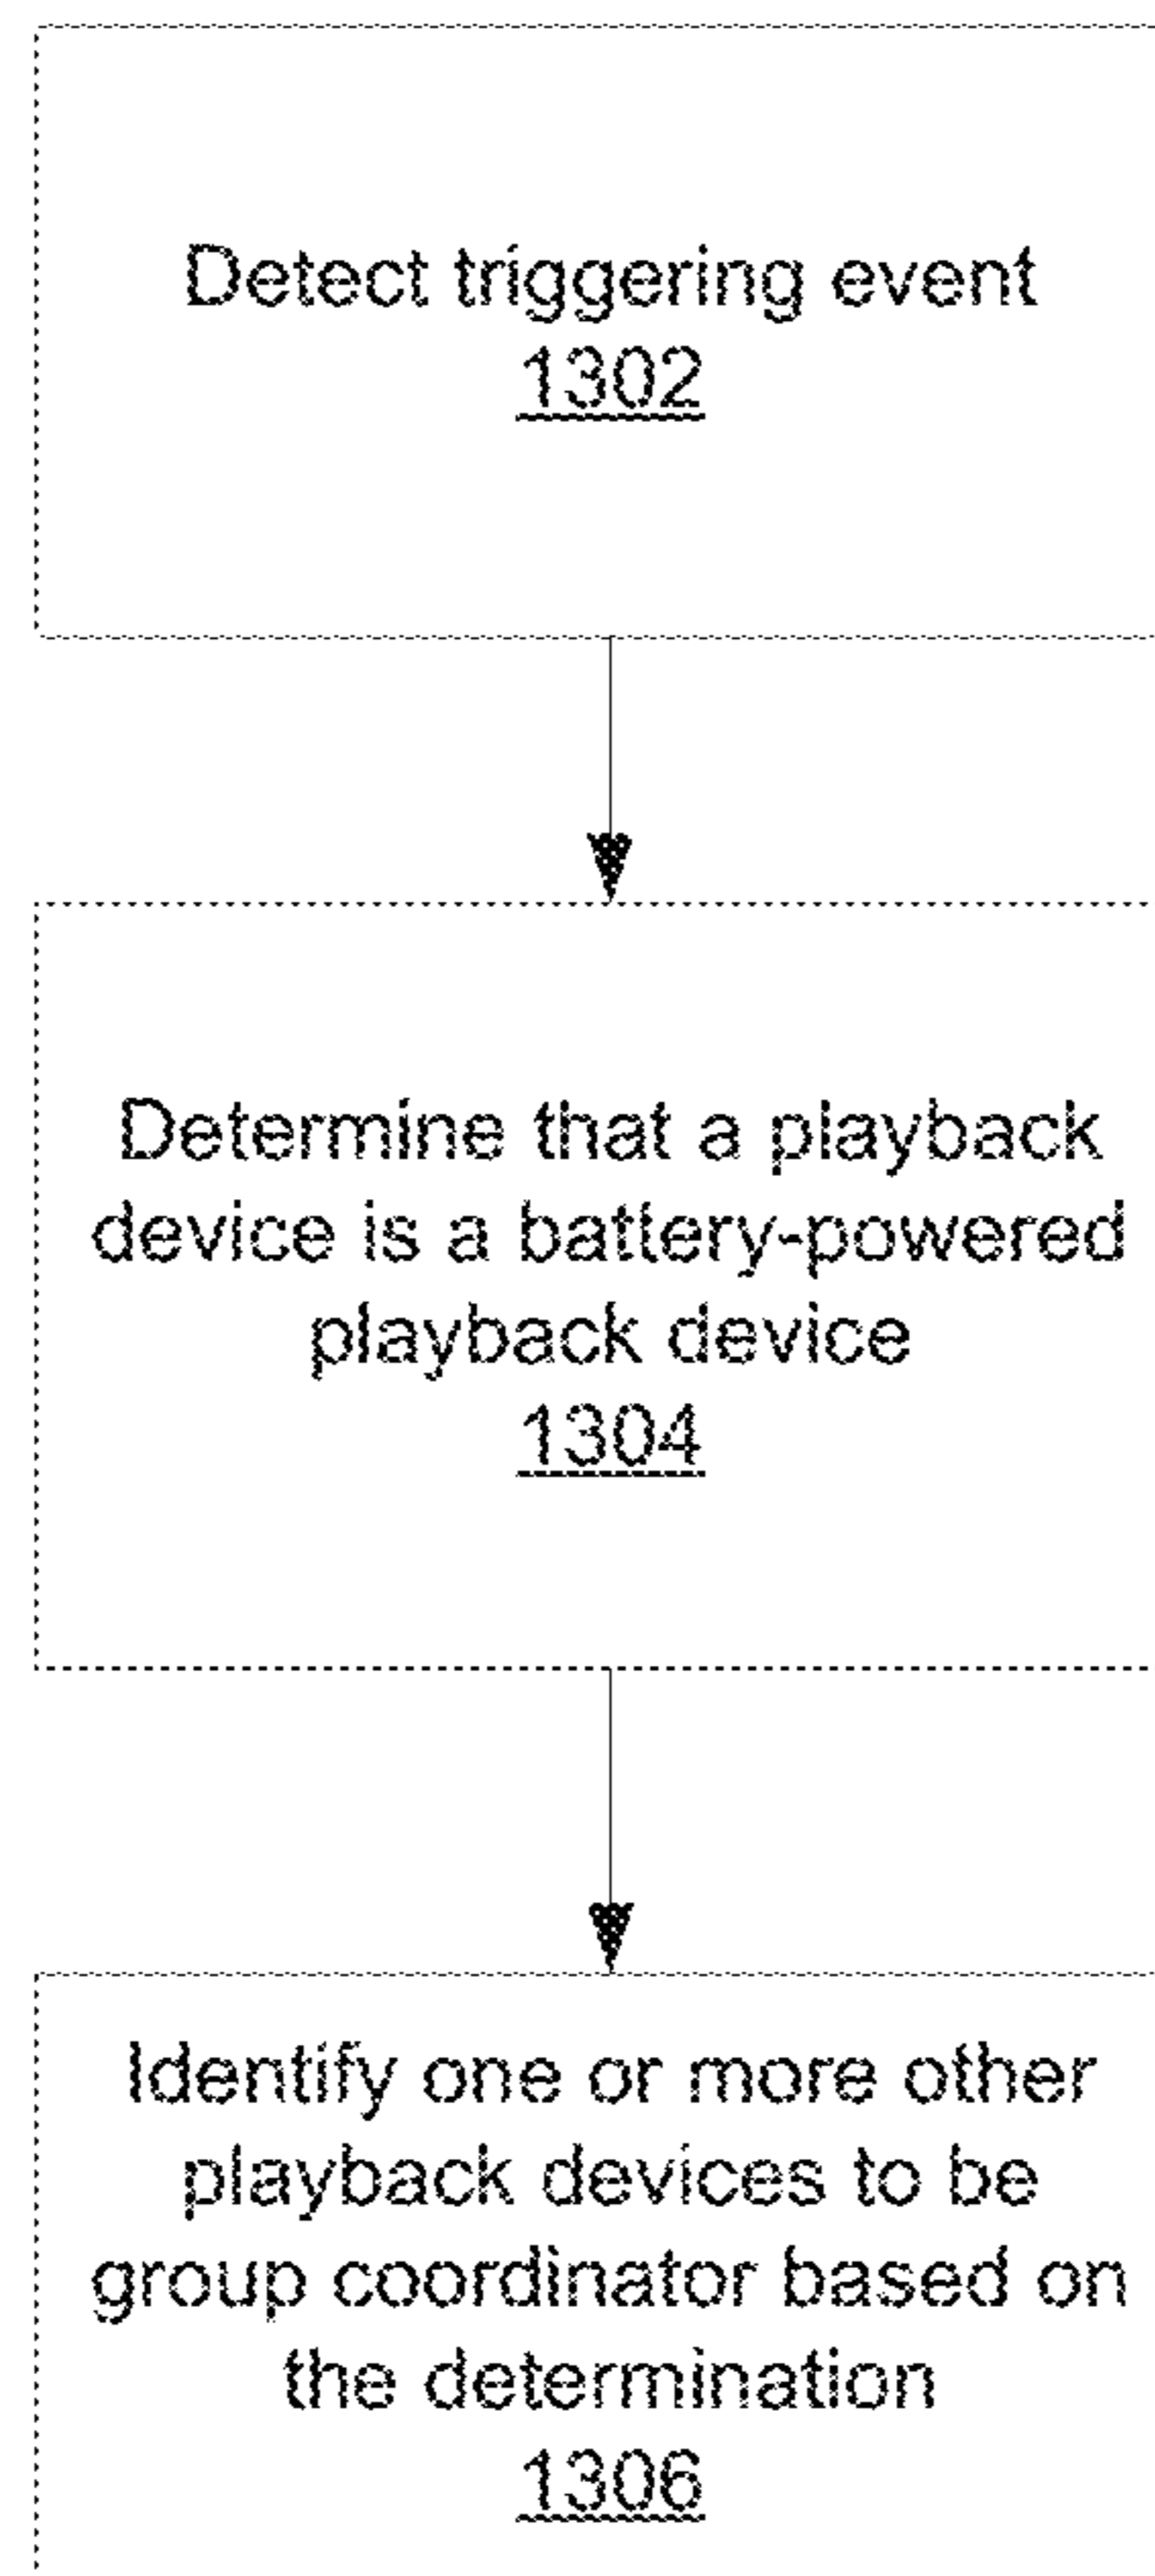 Detect triggering event
1302
Determine that a playback
device is a battery-powered
playback device
1304
Identify one or more other
playback devices to be
group coordinator based on
the determination
1306